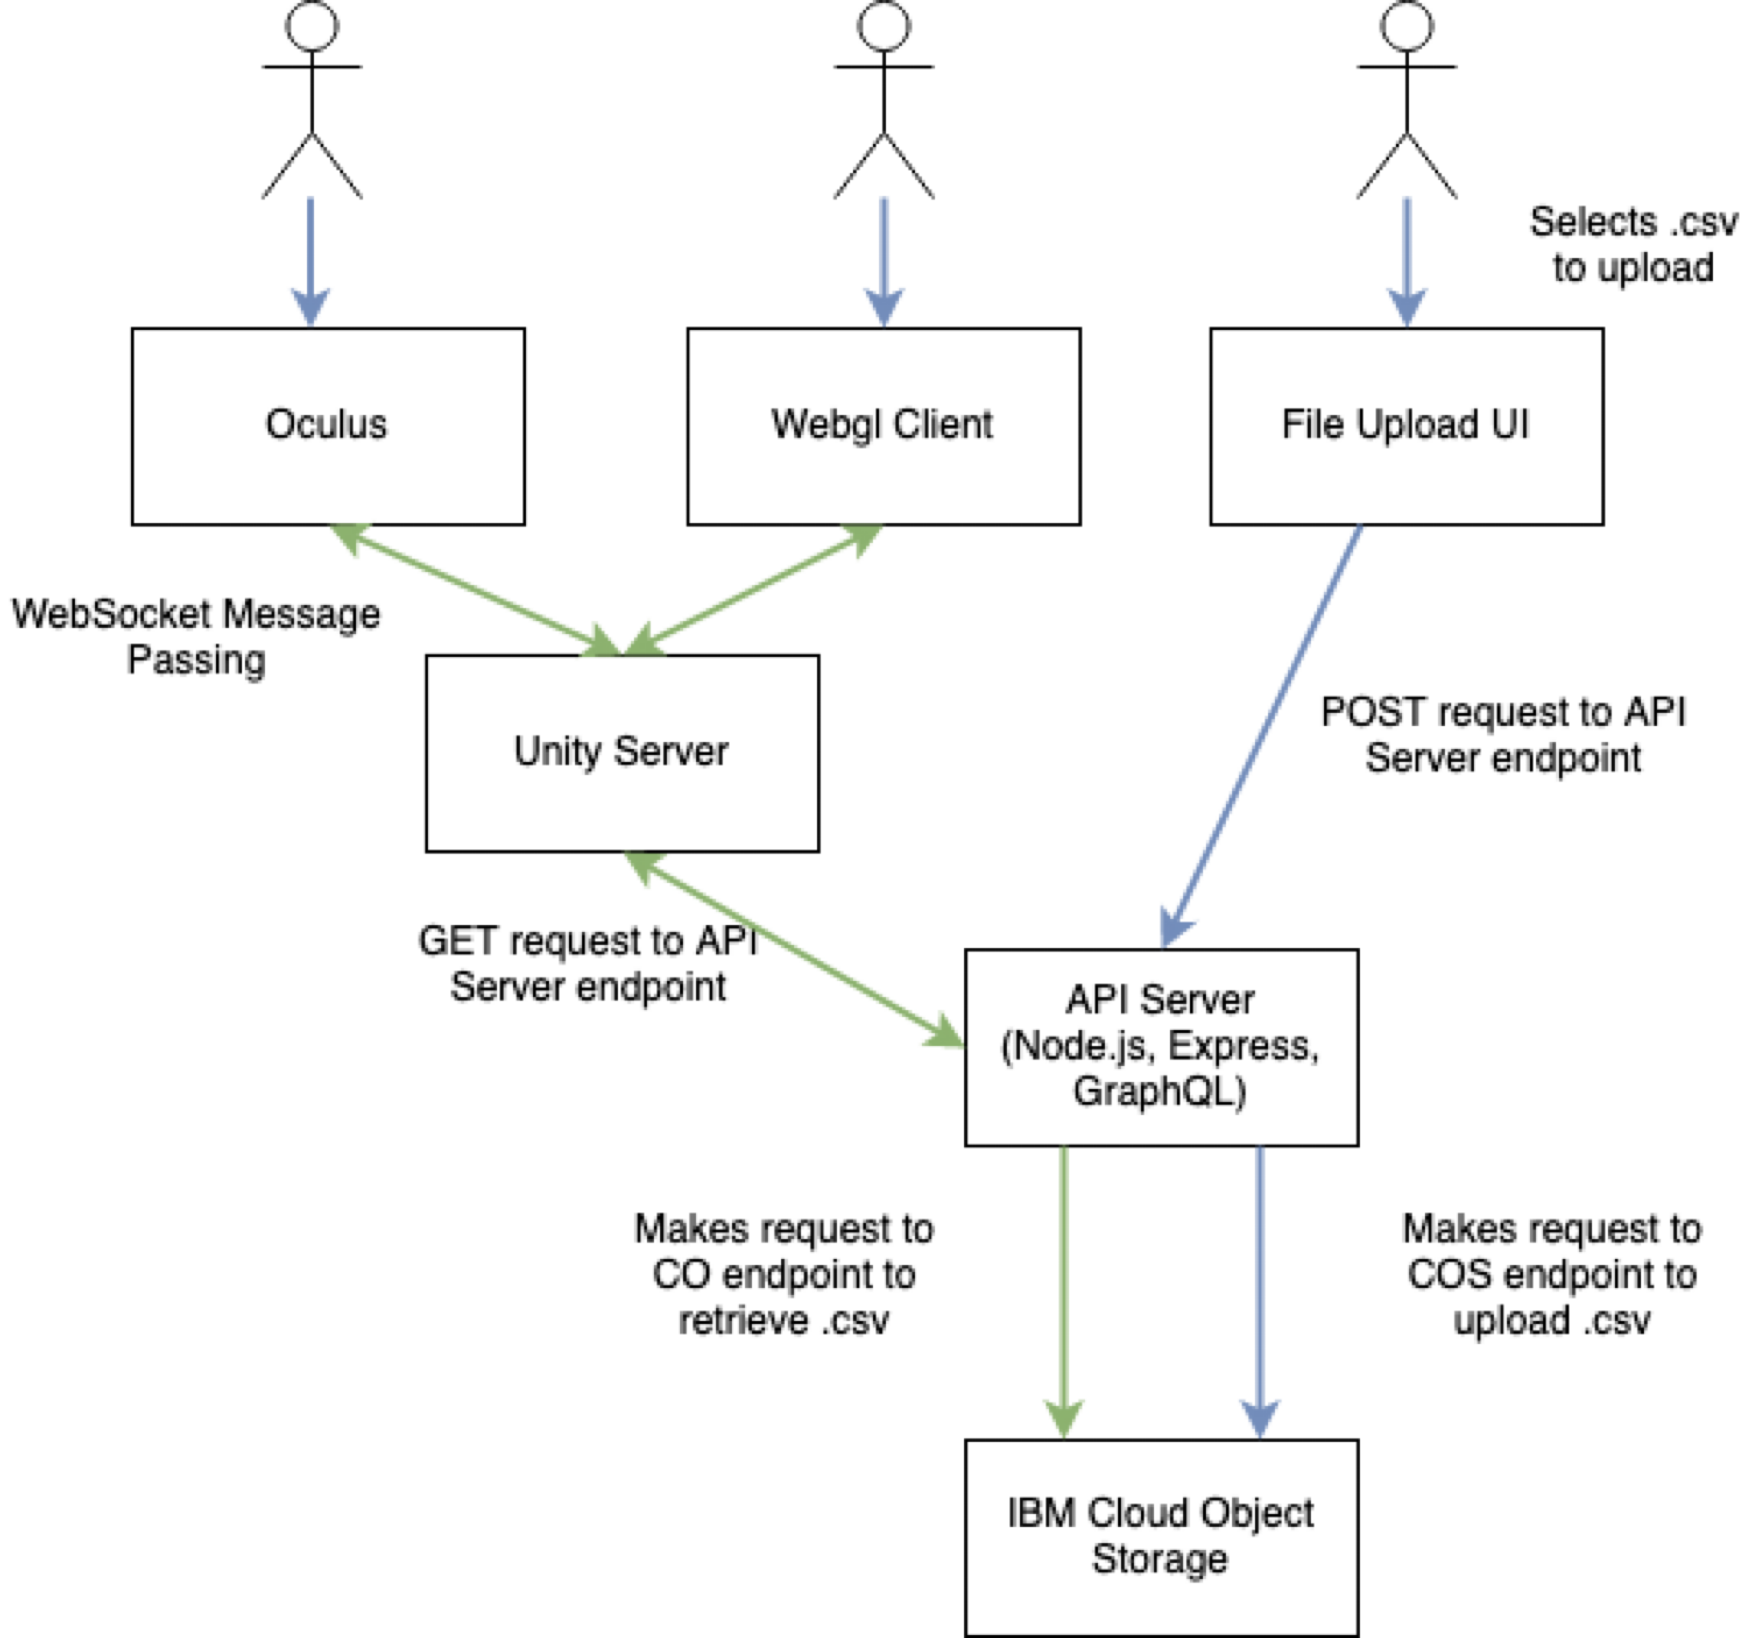 Selects .csv
to upload
Oculus
Webgl Client
File Upload UI
WebSocket Message
Passing
Unity Server
POST request to API
Server endpoint
GET request to API
Server endpoint
API Server
(Node.js, Express,
GraphQL)
Makes request to
CO endpoint to
retrieve .csv
Makes request to
COS endpoint to
upload .csv
IBM Cloud Object
Storage